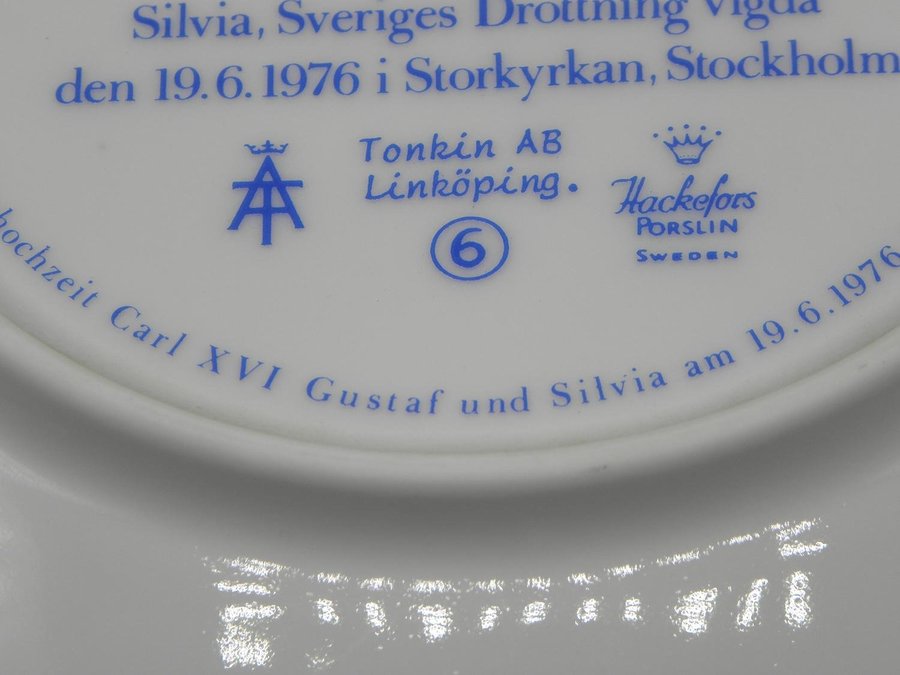 Silvia, Sveriges Drottning vigda
den 19.6.1976 i Storkyrkan, Stockholm
Tonkin AB
Linköping.
6
Hackefors
PORSLIN
SWEDEN
hochzeit Carl XVI Gustaf und Silvia am 19.6.1976